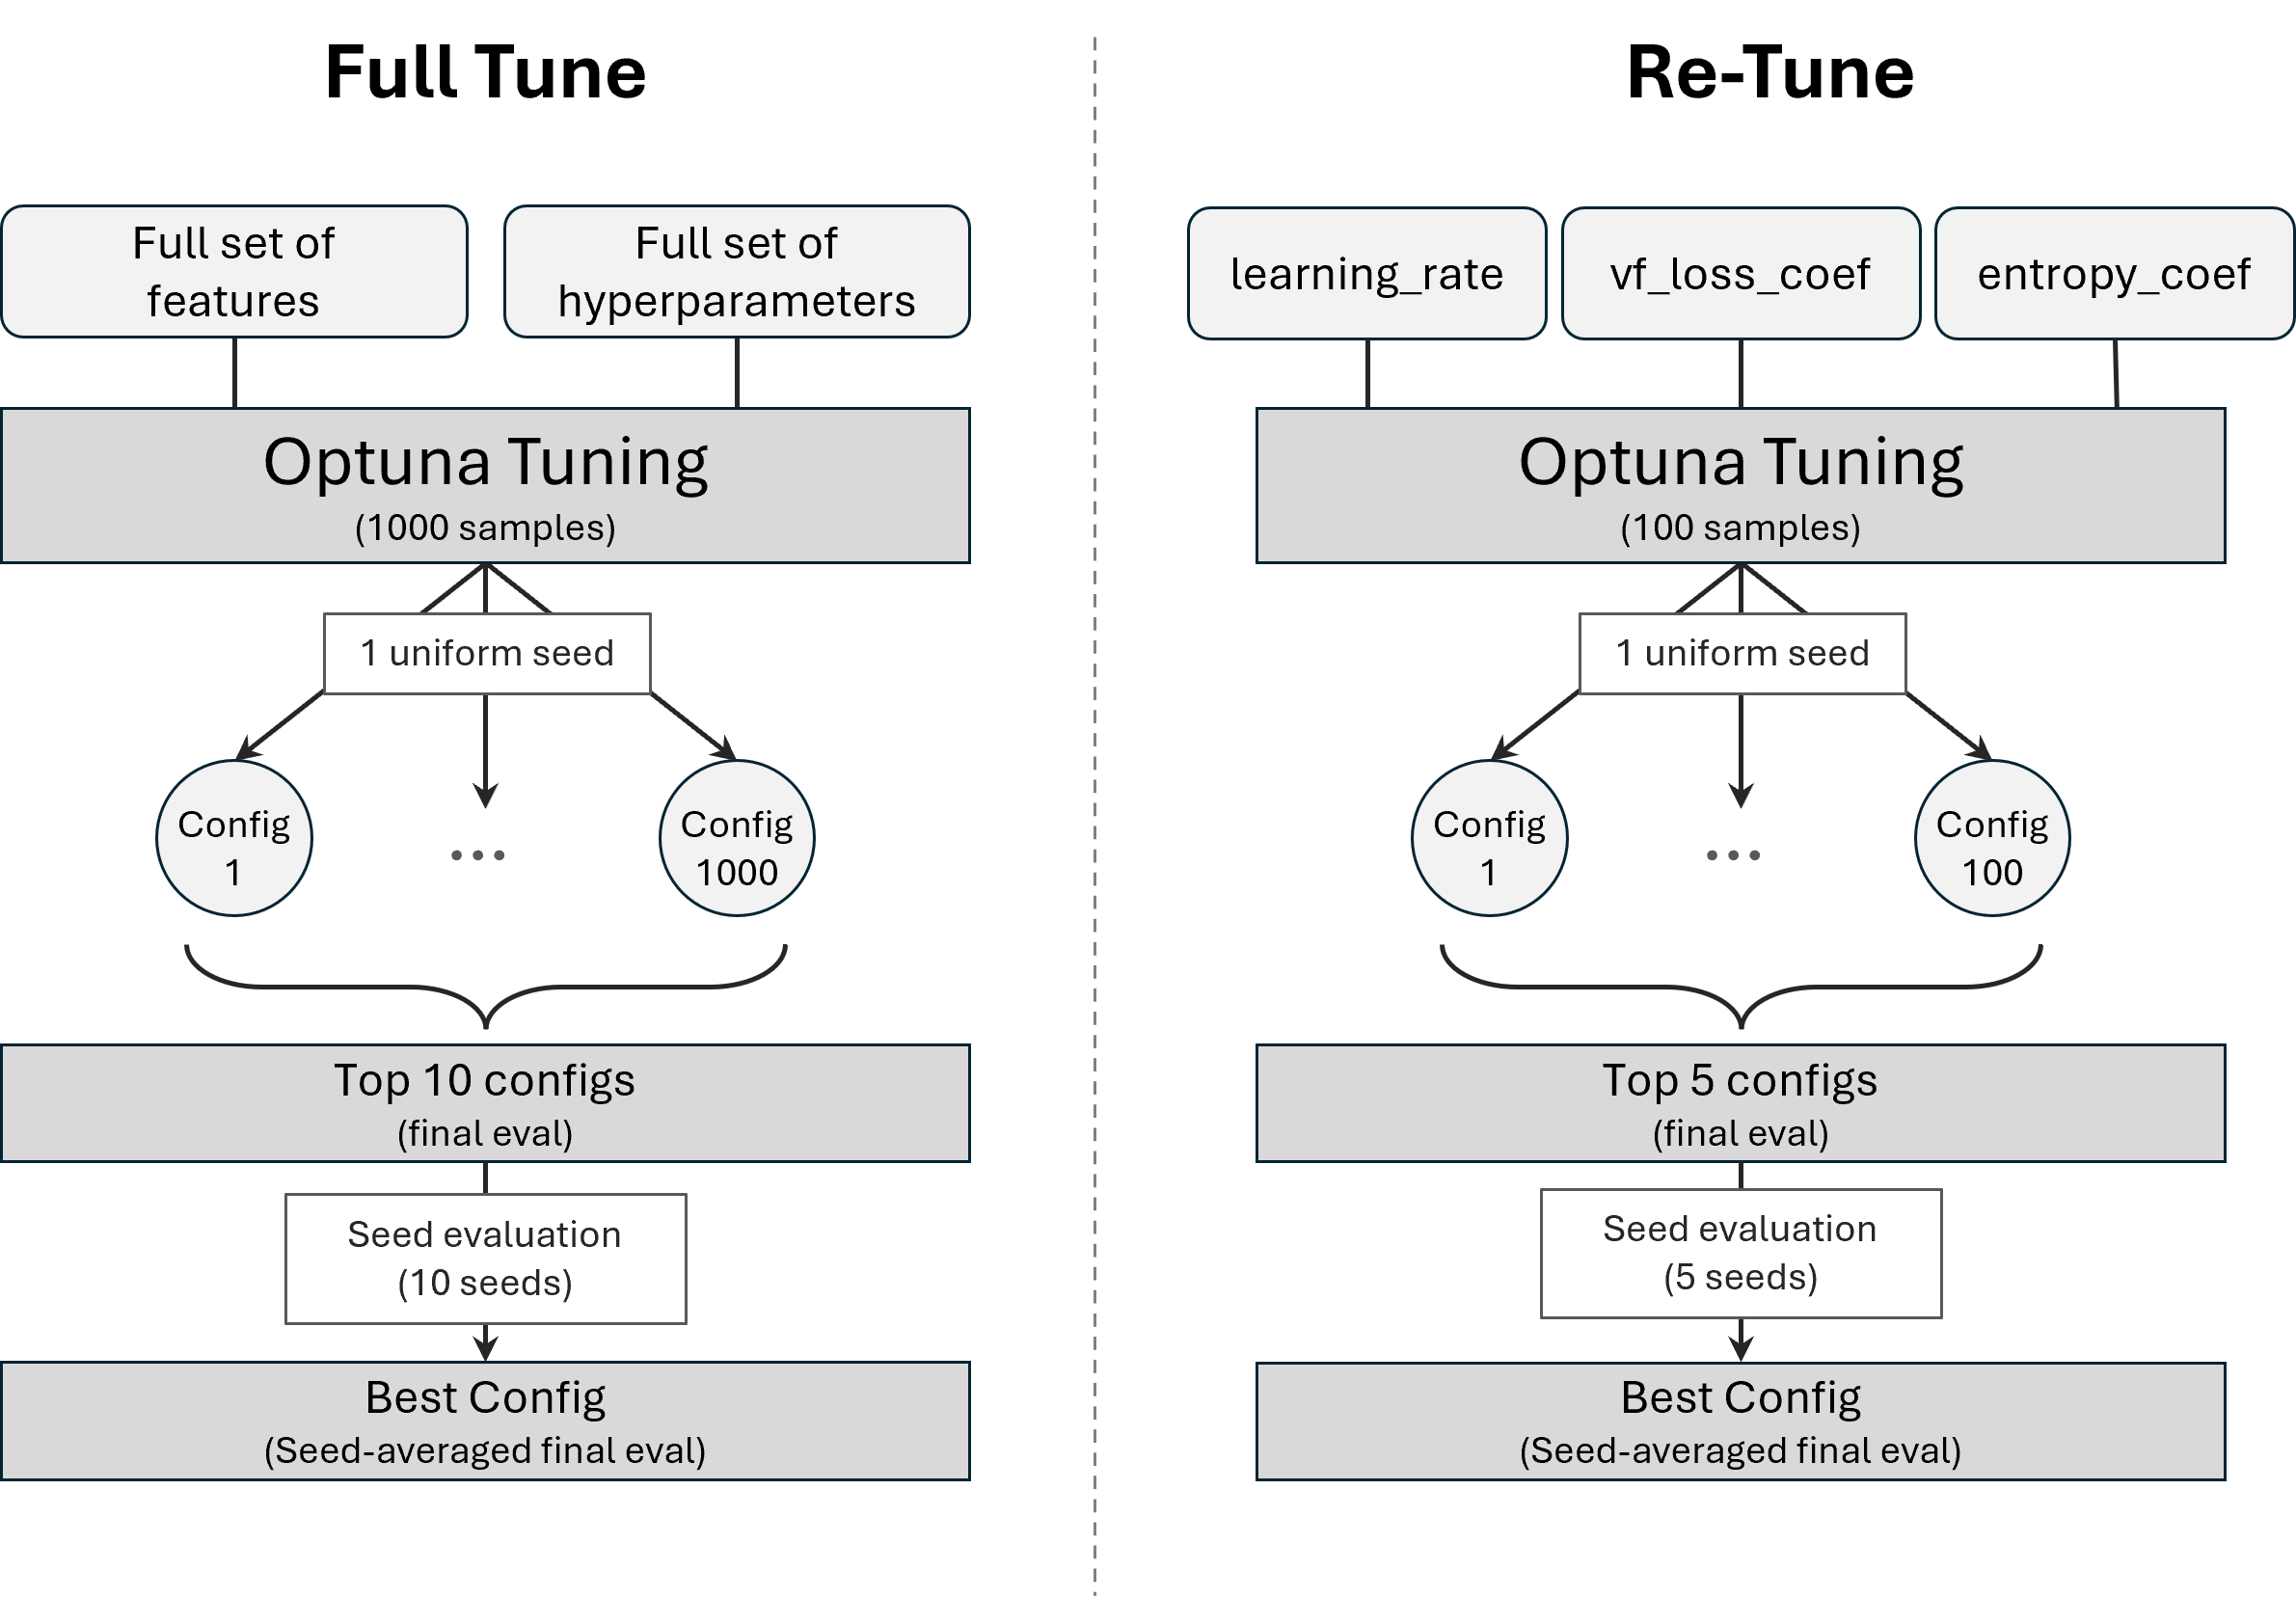 Full Tune
Full set of
features
Full set of
hyperparameters
Optuna Tuning
(1000 samples)
1 uniform seed
Config
1
...
Config
1000
Top 10 configs
(final eval)
Seed evaluation
(10 seeds)
Best Config
(Seed-averaged final eval)
Re-Tune
learning_rate
vf_loss_coef
entropy_coef
Optuna Tuning
(100 samples)
1 uniform seed
Config
1
...
Config
100
Top 5 configs
(final eval)
Seed evaluation
(5 seeds)
Best Config
(Seed-averaged final eval)